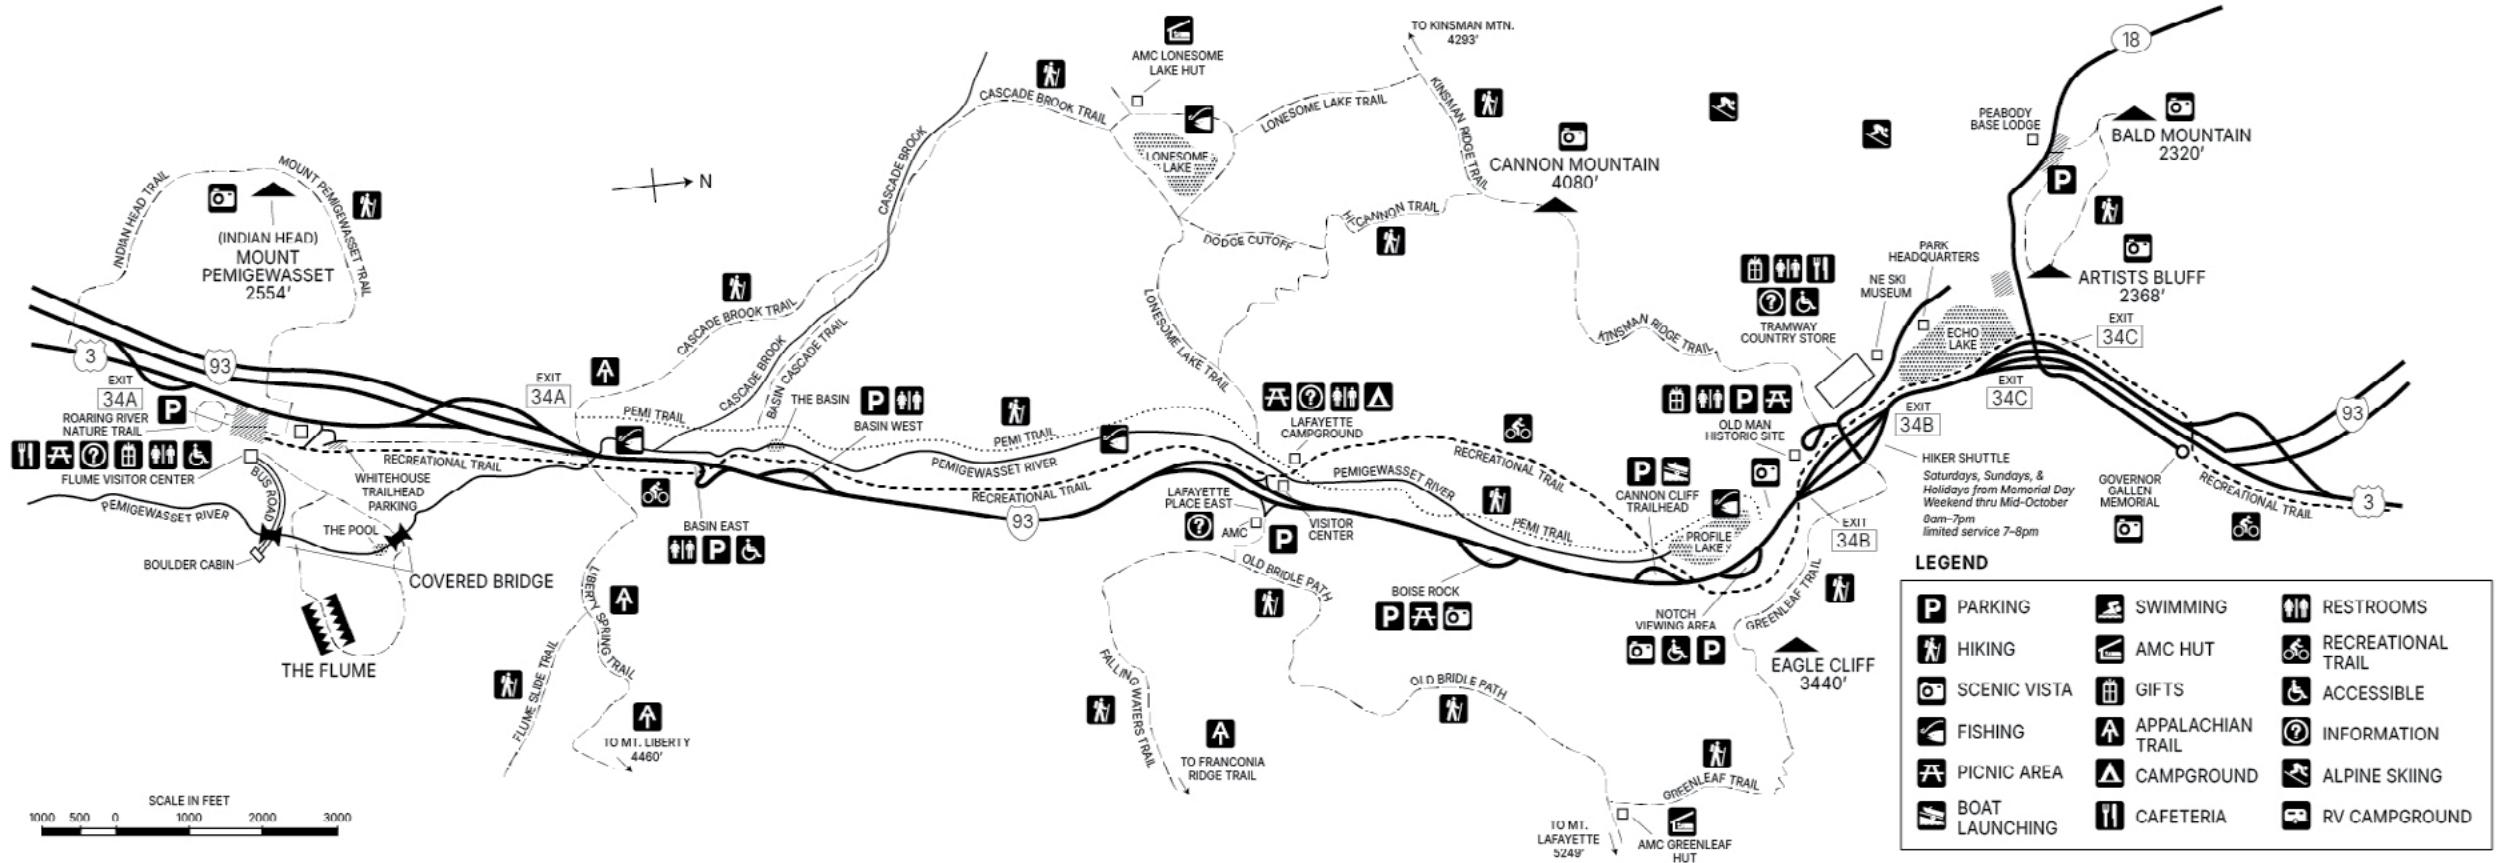 TO KINSMAN MTN.
4293'
18
AMC LONESOME
LAKE HUT
CASCADE BROOK TRAIL
KINSMAN RIDGE TRAIL
LONESOME LAKE TRAIL
PEABODY
BASE LODGE
BALD MOUNTAIN
2320'
P
LONESOME
LAKE
CASCADE BROOK
CANNON MOUNTAIN
4080'
N
MOUNT PEMIGEWASSET TRAIL
INDIAN HEAD TRAIL
(INDIAN HEAD)
MOUNT
PEMIGEWASSET
2554'
HI-CANNON TRAIL
DODGE CUTOFF
PARK
HEADQUARTERS
NE SKI
MUSEUM
ARTISTS BLUFF
2368'
?
TRAMWAY
COUNTRY STORE
ECHO
LAKE
EXIT
34C
CASCADE BROOK TRAIL
LONESOME LAKE TRAIL
KINSMAN RIDGE TRAIL
3
93
EXIT
34A
EXIT
34A
CASCADE BROOK
BASIN CASCADE TRAIL
THE BASIN
P
BASIN WEST
?
LAFAYETTE
CAMPGROUND
P
OLD MAN
HISTORIC SITE
EXIT
34B
EXIT
34C
93
ROARING RIVER
NATURE TRAIL
P
PEMI TRAIL
PEMI TRAIL
?
FLUME VISITOR CENTER
RECREATIONAL TRAIL
WHITEHOUSE
TRAILHEAD
PARKING
PEMIGEWASSET RIVER
RECREATIONAL TRAIL
PEMIGEWASSET RIVER
RECREATIONAL TRAIL
PEMI TRAIL
P
CANNON CLIFF
TRAILHEAD
HIKER SHUTTLE
Saturdays, Sundays, &
Holidays from Memorial Day
Weekend thru Mid-October
8am–7pm
limited service 7–8pm
GOVERNOR
GALLEN
MEMORIAL
RECREATIONAL TRAIL
3
BUS ROAD
PEMIGEWASSET RIVER
THE POOL
BOULDER CABIN
COVERED BRIDGE
THE FLUME
93
BASIN EAST
P
LAFAYETTE
PLACE EAST
?
AMC
P
VISITOR
CENTER
PROFILE
LAKE
EXIT
34B
LIBERTY SPRING TRAIL
FLUME SLIDE TRAIL
TO MT. LIBERTY
4460'
OLD BRIDLE PATH
FALLING WATERS TRAIL
TO FRANCONIA
RIDGE TRAIL
BOISE ROCK
P
NOTCH
VIEWING AREA
P
GREENLEAF TRAIL
EAGLE CLIFF
3440'
OLD BRIDLE PATH
GREENLEAF TRAIL
TO MT.
LAFAYETTE
5249'
AMC GREENLEAF
HUT
SCALE IN FEET
1000 500 0 1000 2000 3000
LEGEND
P PARKING
HIKING
SCENIC VISTA
FISHING
PICNIC AREA
BOAT
LAUNCHING
SWIMMING
AMC HUT
GIFTS
APPALACHIAN
TRAIL
CAMPGROUND
CAFETERIA
RESTROOMS
RECREATIONAL
TRAIL
ACCESSIBLE
? INFORMATION
ALPINE SKIING
RV CAMPGROUND